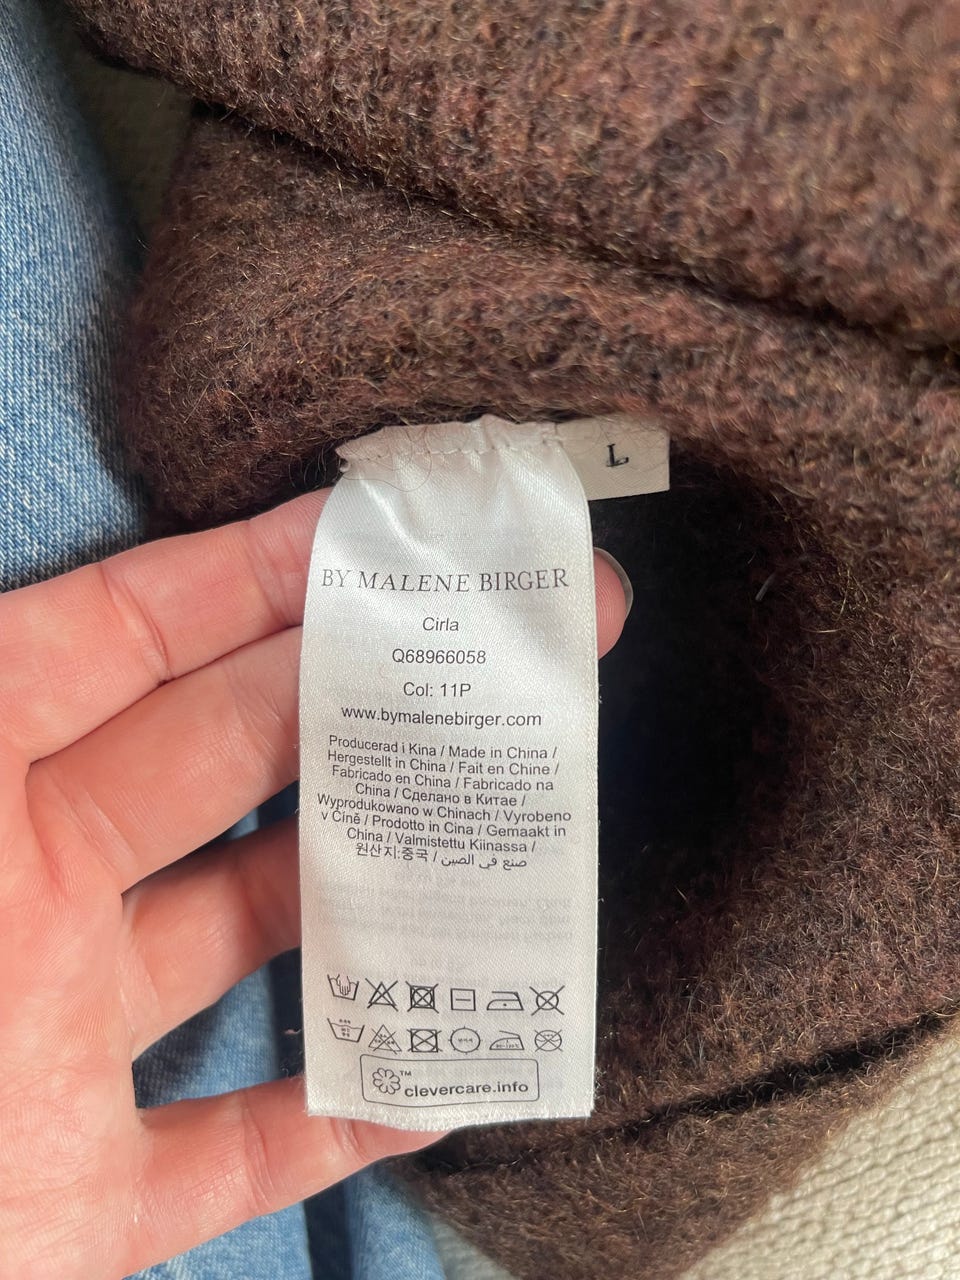 L
BY MALENE BIRGER
Cirla
Q68966058
Col: 11P
www.bymalenebirger.com
Producerad i Kina / Made in China /
Hergestellt in China / Fait en Chine /
Fabricado en China / Fabricado na
China / Сделано в Китае /
Wyprodukowano w Chinach / Vyrobeno
v Číně / Prodotto in Cina / Gemaakt in
China / Valmistettu Kiinassa /
원산지:중국 / صنع في الصين
clevercare.info